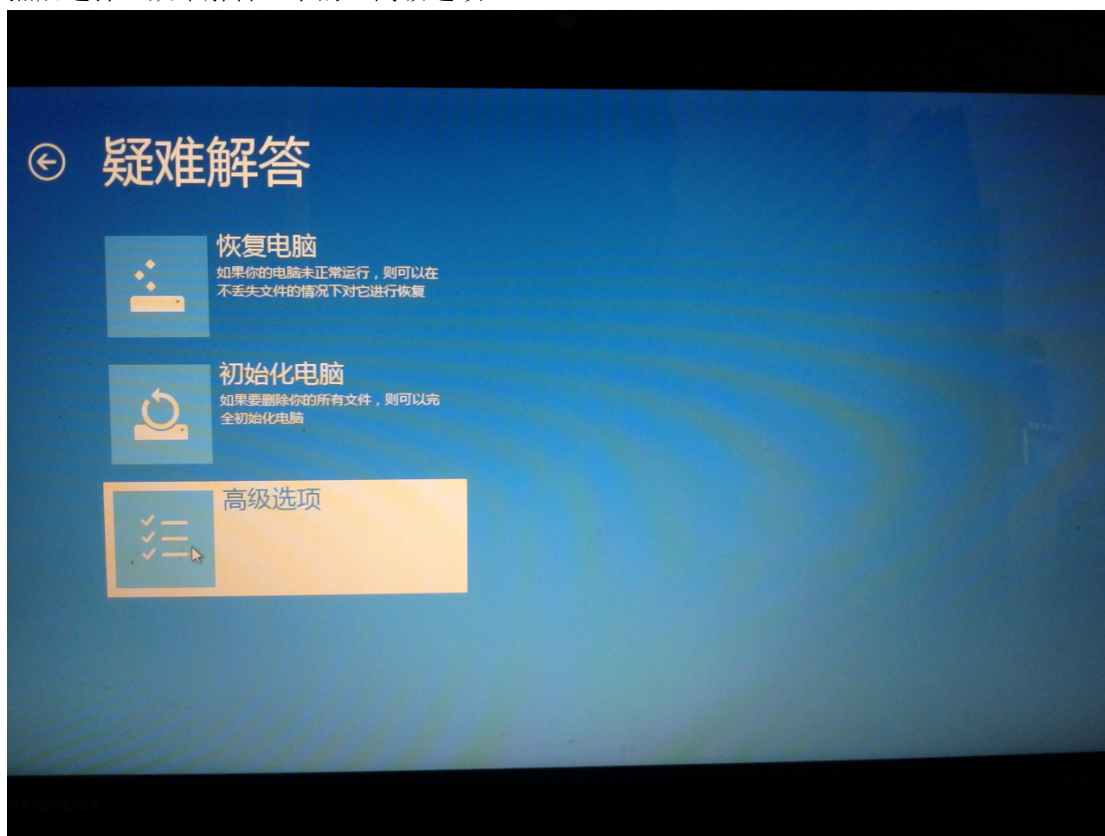 疑难解答
恢复电脑
如果你的电脑未正常运行，则可以在
不丢失文件的情况下对它进行恢复
初始化电脑
如果要删除你的所有文件，则可以完
全初始化电脑
高级选项